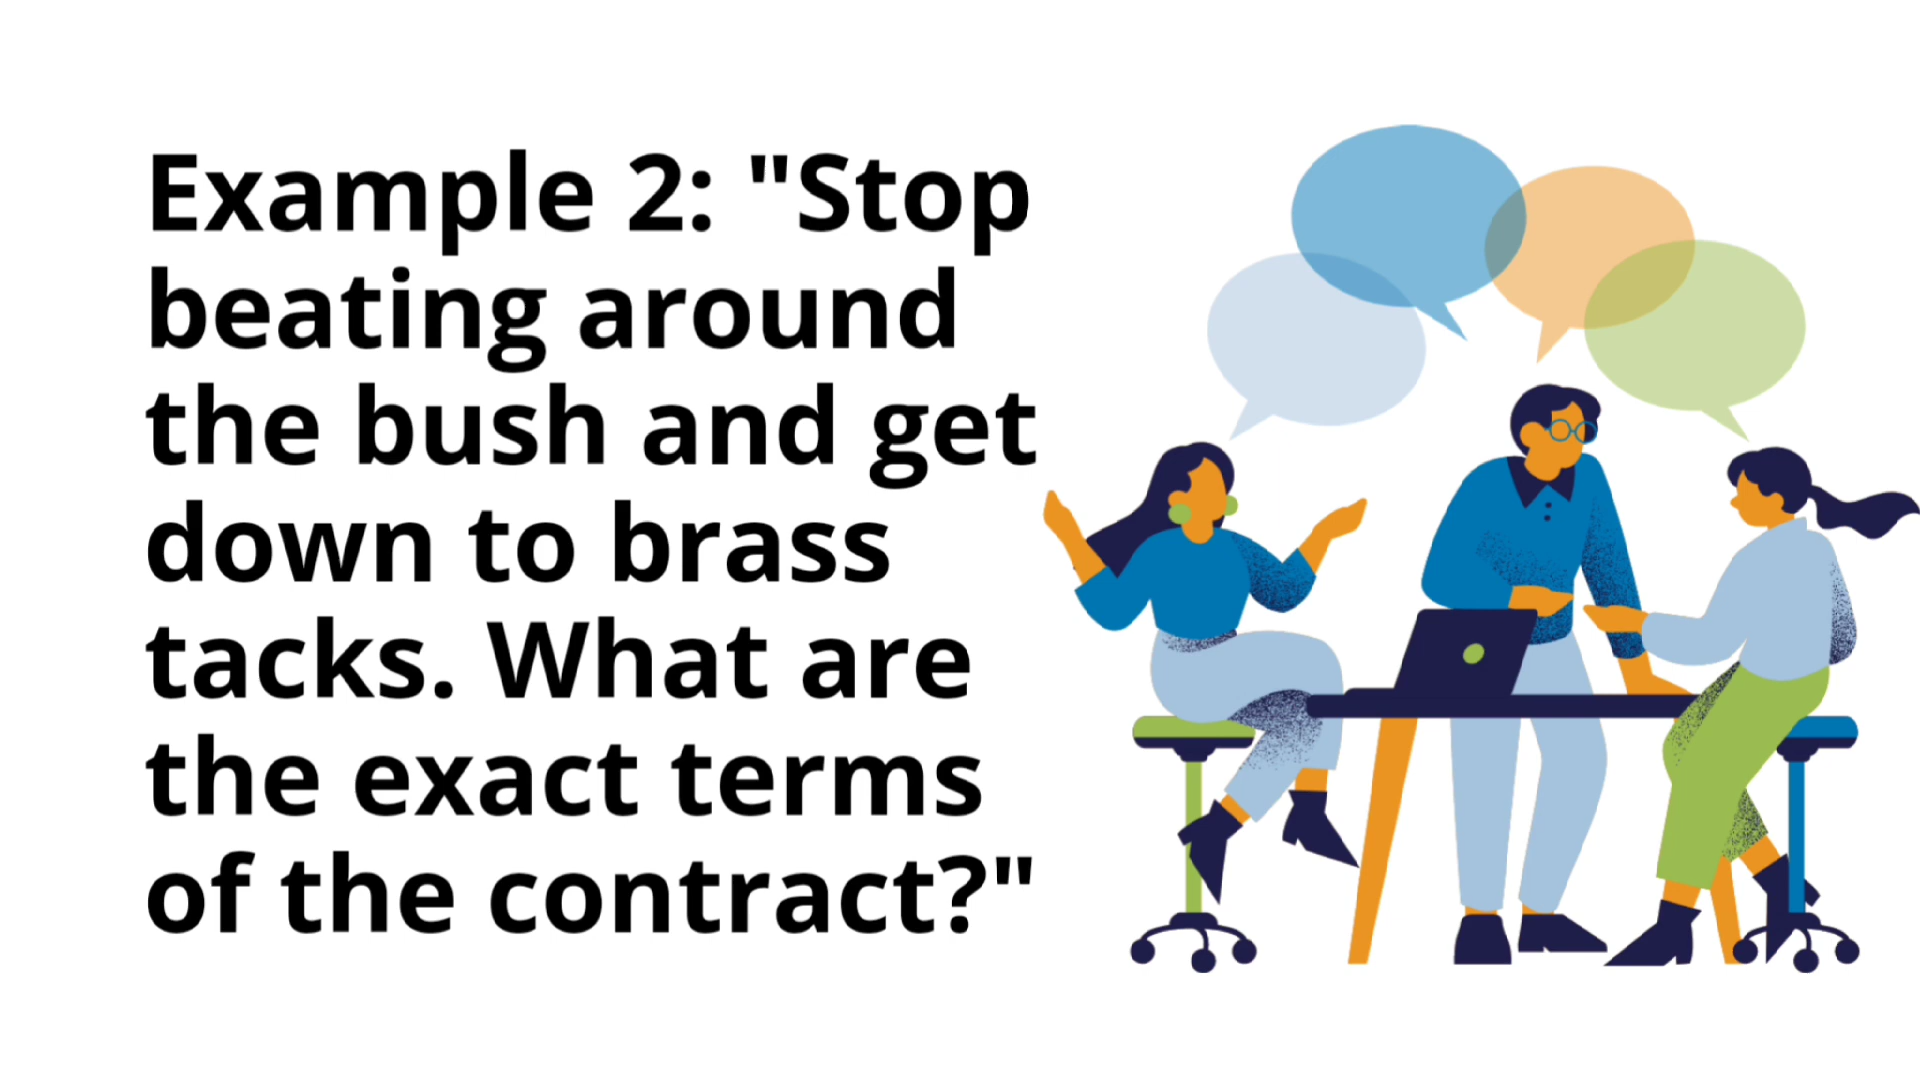 Example 2: "Stop
beating around
the bush and get
down to brass
tacks. What are
the exact terms
of the contract?"